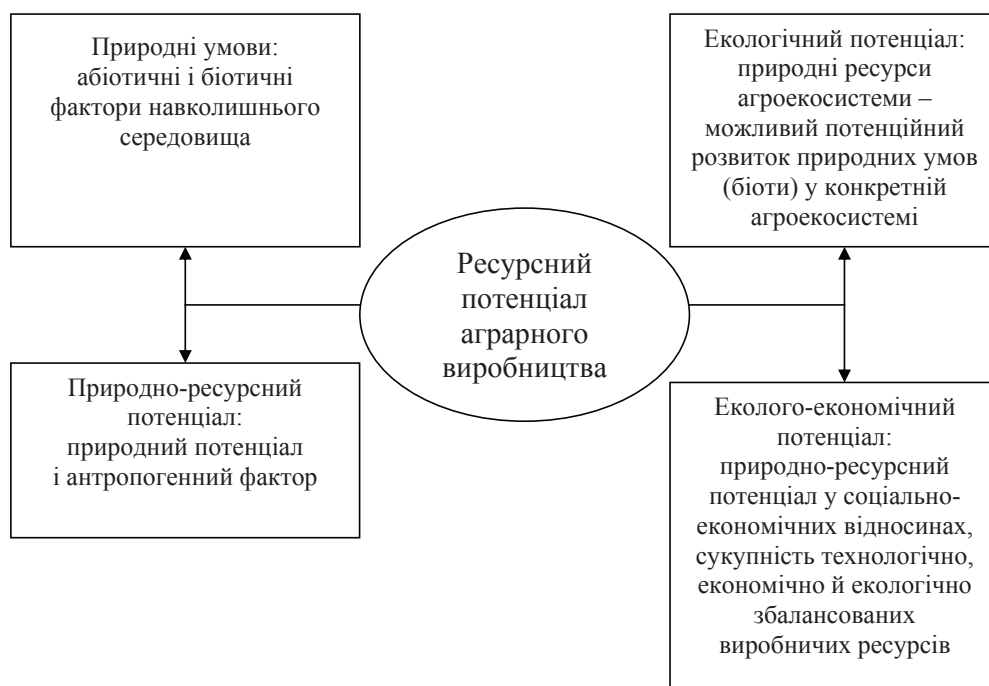 Природні умови:
абіотичні і біотичні
фактори навколишнього
середовища
Екологічний потенціал:
природні ресурси
агроекосистеми –
можливий потенційний
розвиток природних умов
(біоти) у конкретній
агроекосистемі
Ресурсний
потенціал
аграрного
виробництва
Природно-ресурсний
потенціал:
природний потенціал
і антропогенний фактор
Еколого-економічний
потенціал:
природно-ресурсний
потенціал у соціально-
економічних відносинах,
сукупність технологічно,
економічно й екологічно
збалансованих
виробничих ресурсів